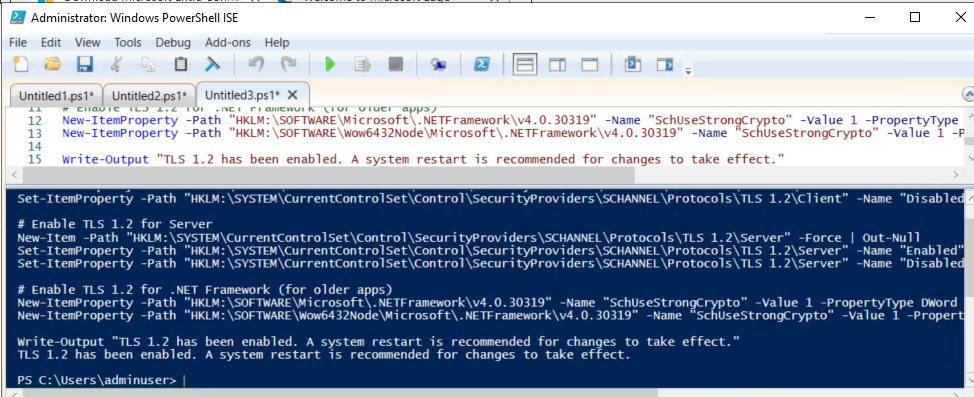 Administrator: Windows PowerShell ISE
File Edit View Tools Debug Add-ons Help
Untitled1.ps1* Untitled2.ps1* Untitled3.ps1* X
11 # Enable TLS 1.2 for .NET Framework (for older apps)
12 New-ItemProperty -Path "HKLM:\SOFTWARE\Microsoft\.NETFramework\v4.0.30319" -Name "SchUseStrongCrypto" -Value 1 -PropertyType
13 New-ItemProperty -Path "HKLM:\SOFTWARE\Wow6432Node\Microsoft\.NETFramework\v4.0.30319" -Name "SchUseStrongCrypto" -Value 1 -P
14
15 Write-Output "TLS 1.2 has been enabled. A system restart is recommended for changes to take effect."
Set-ItemProperty -Path "HKLM:\SYSTEM\CurrentControlSet\Control\SecurityProviders\SCHANNEL\Protocols\TLS 1.2\Client" -Name "Disabled
# Enable TLS 1.2 for Server
New-Item -Path "HKLM:\SYSTEM\CurrentControlSet\Control\SecurityProviders\SCHANNEL\Protocols\TLS 1.2\Server" -Force | Out-Null
Set-ItemProperty -Path "HKLM:\SYSTEM\CurrentControlSet\Control\SecurityProviders\SCHANNEL\Protocols\TLS 1.2\Server" -Name "Enabled"
Set-ItemProperty -Path "HKLM:\SYSTEM\CurrentControlSet\Control\SecurityProviders\SCHANNEL\Protocols\TLS 1.2\Server" -Name "Disabled
# Enable TLS 1.2 for .NET Framework (for older apps)
New-ItemProperty -Path "HKLM:\SOFTWARE\Microsoft\.NETFramework\v4.0.30319" -Name "SchUseStrongCrypto" -Value 1 -PropertyType DWord
New-ItemProperty -Path "HKLM:\SOFTWARE\Wow6432Node\Microsoft\.NETFramework\v4.0.30319" -Name "SchUseStrongCrypto" -Value 1 -Propert
Write-Output "TLS 1.2 has been enabled. A system restart is recommended for changes to take effect."
TLS 1.2 has been enabled. A system restart is recommended for changes to take effect.
PS C:\Users\adminuser>